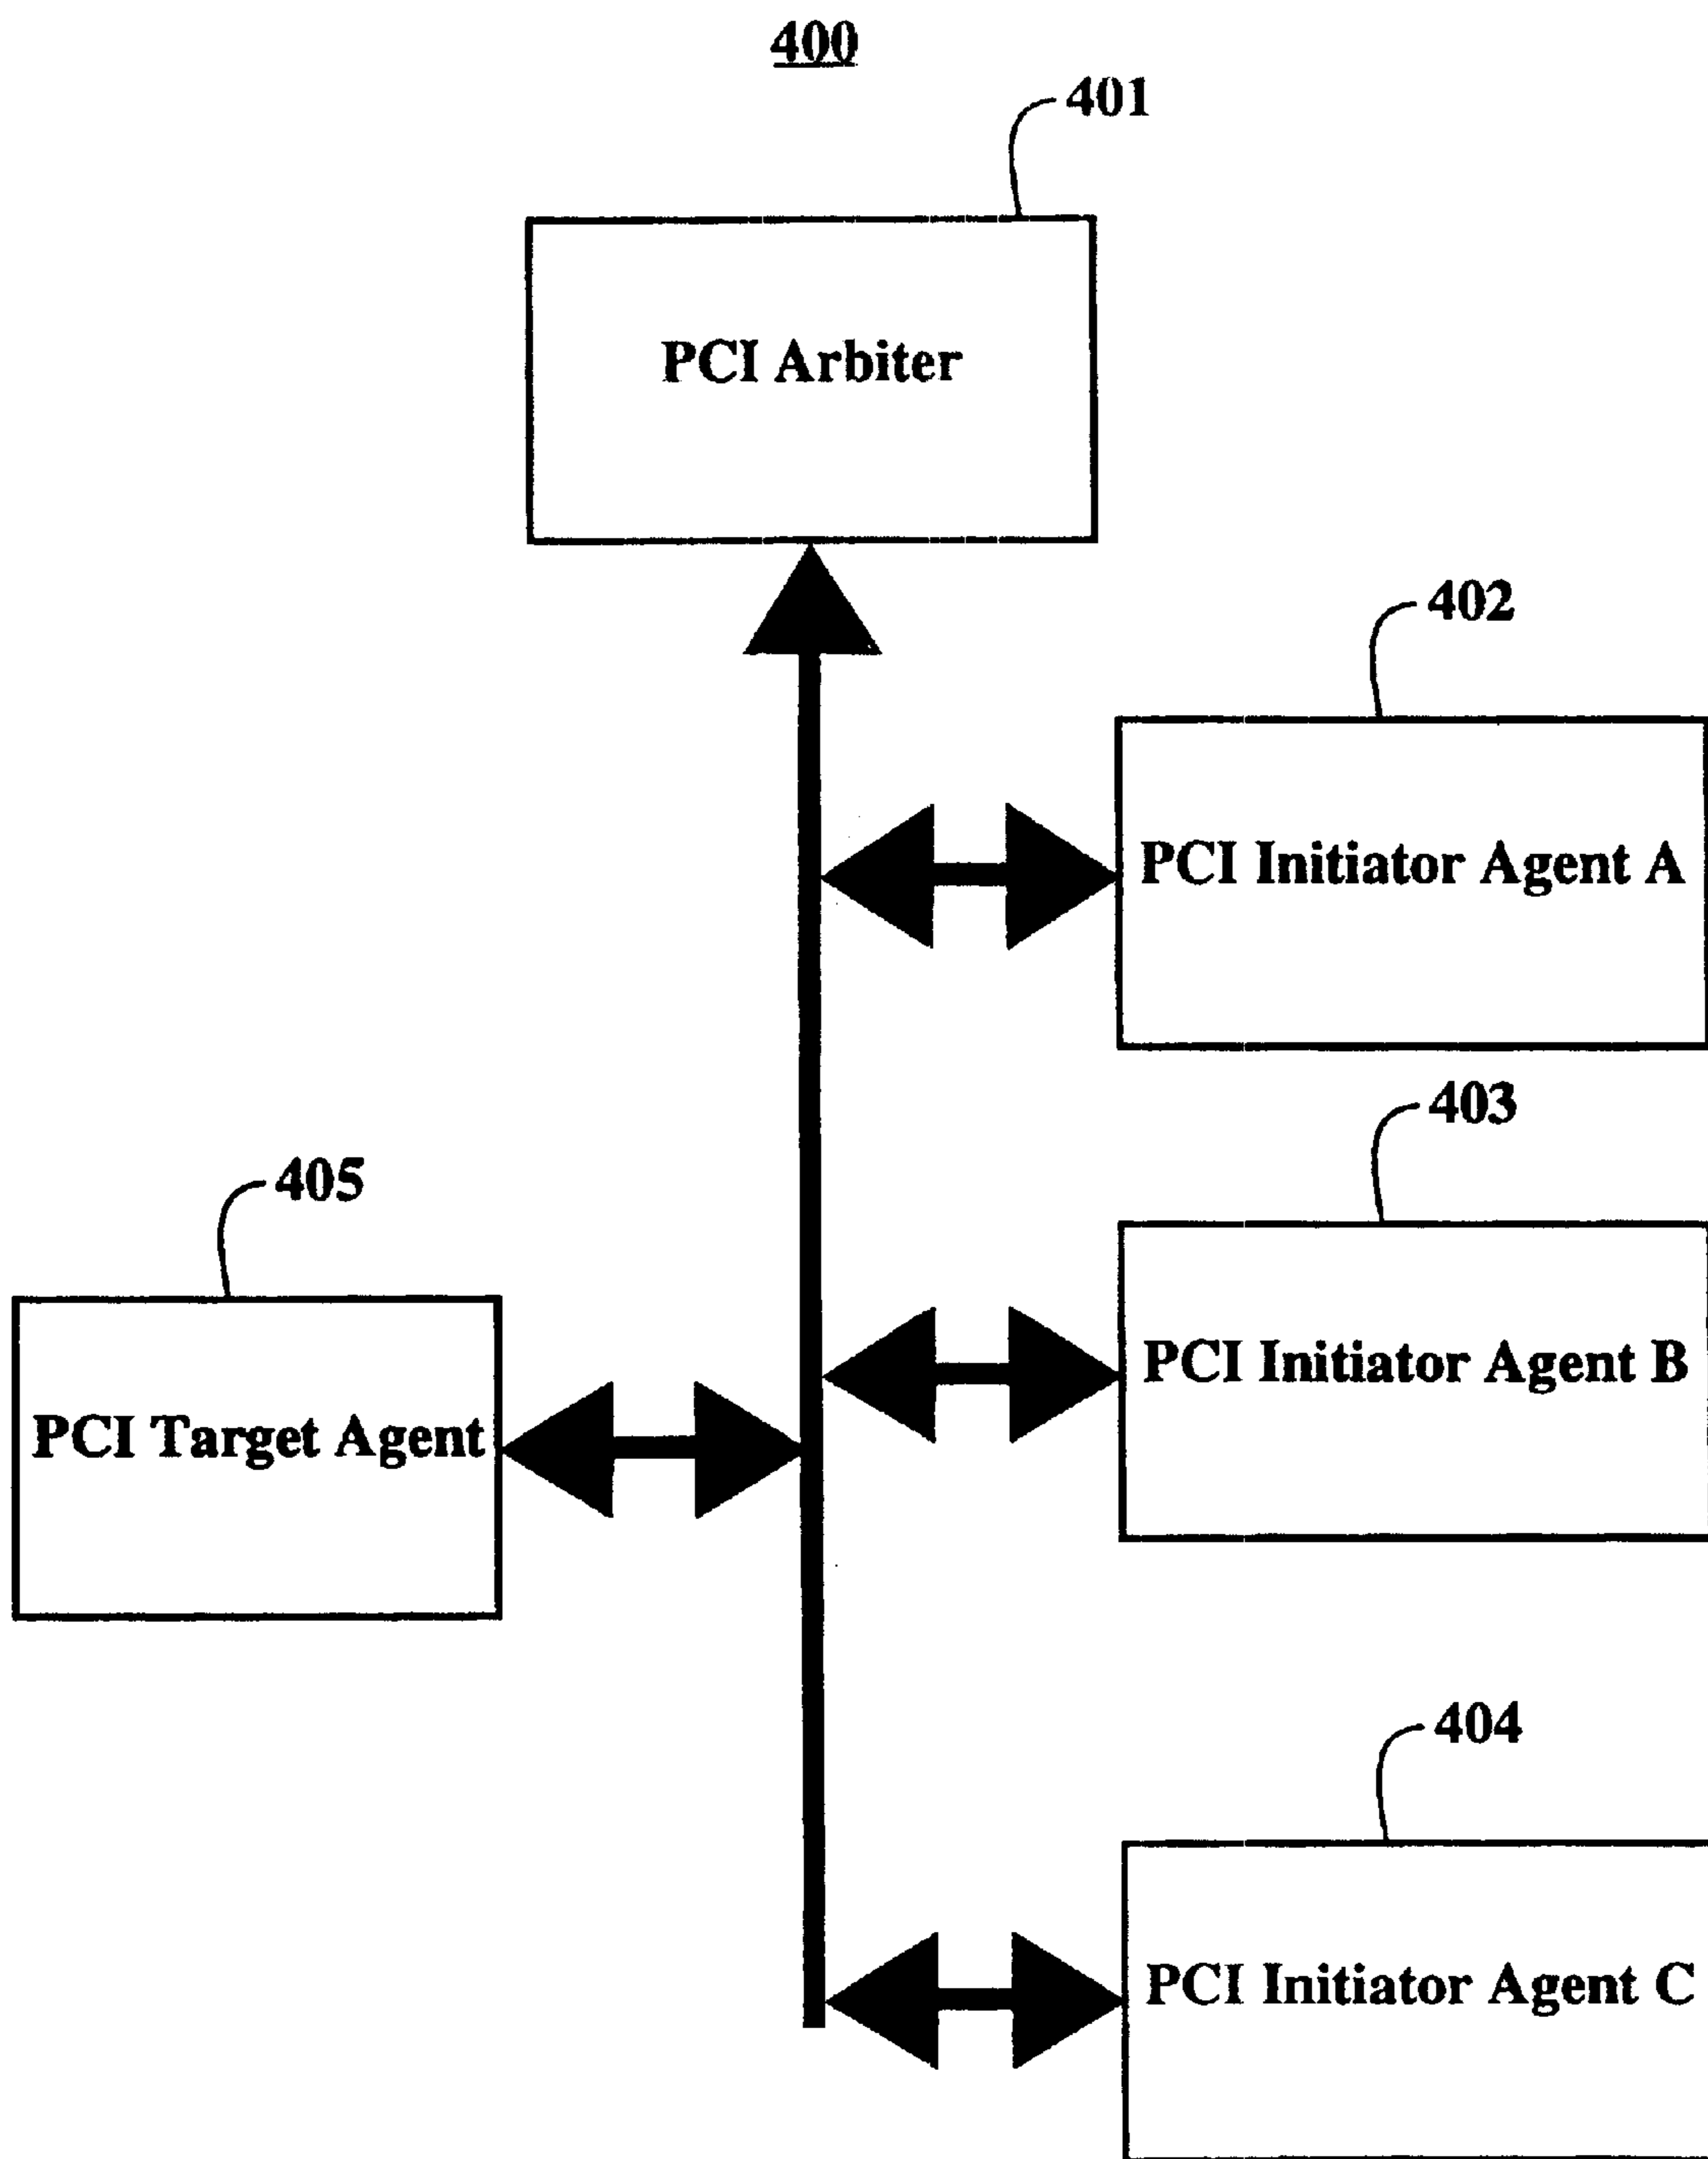 400
401
PCI Arbiter
402
PCI Initiator Agent A
403
405
PCI Initiator Agent B
PCI Target Agent
404
PCI Initiator Agent C